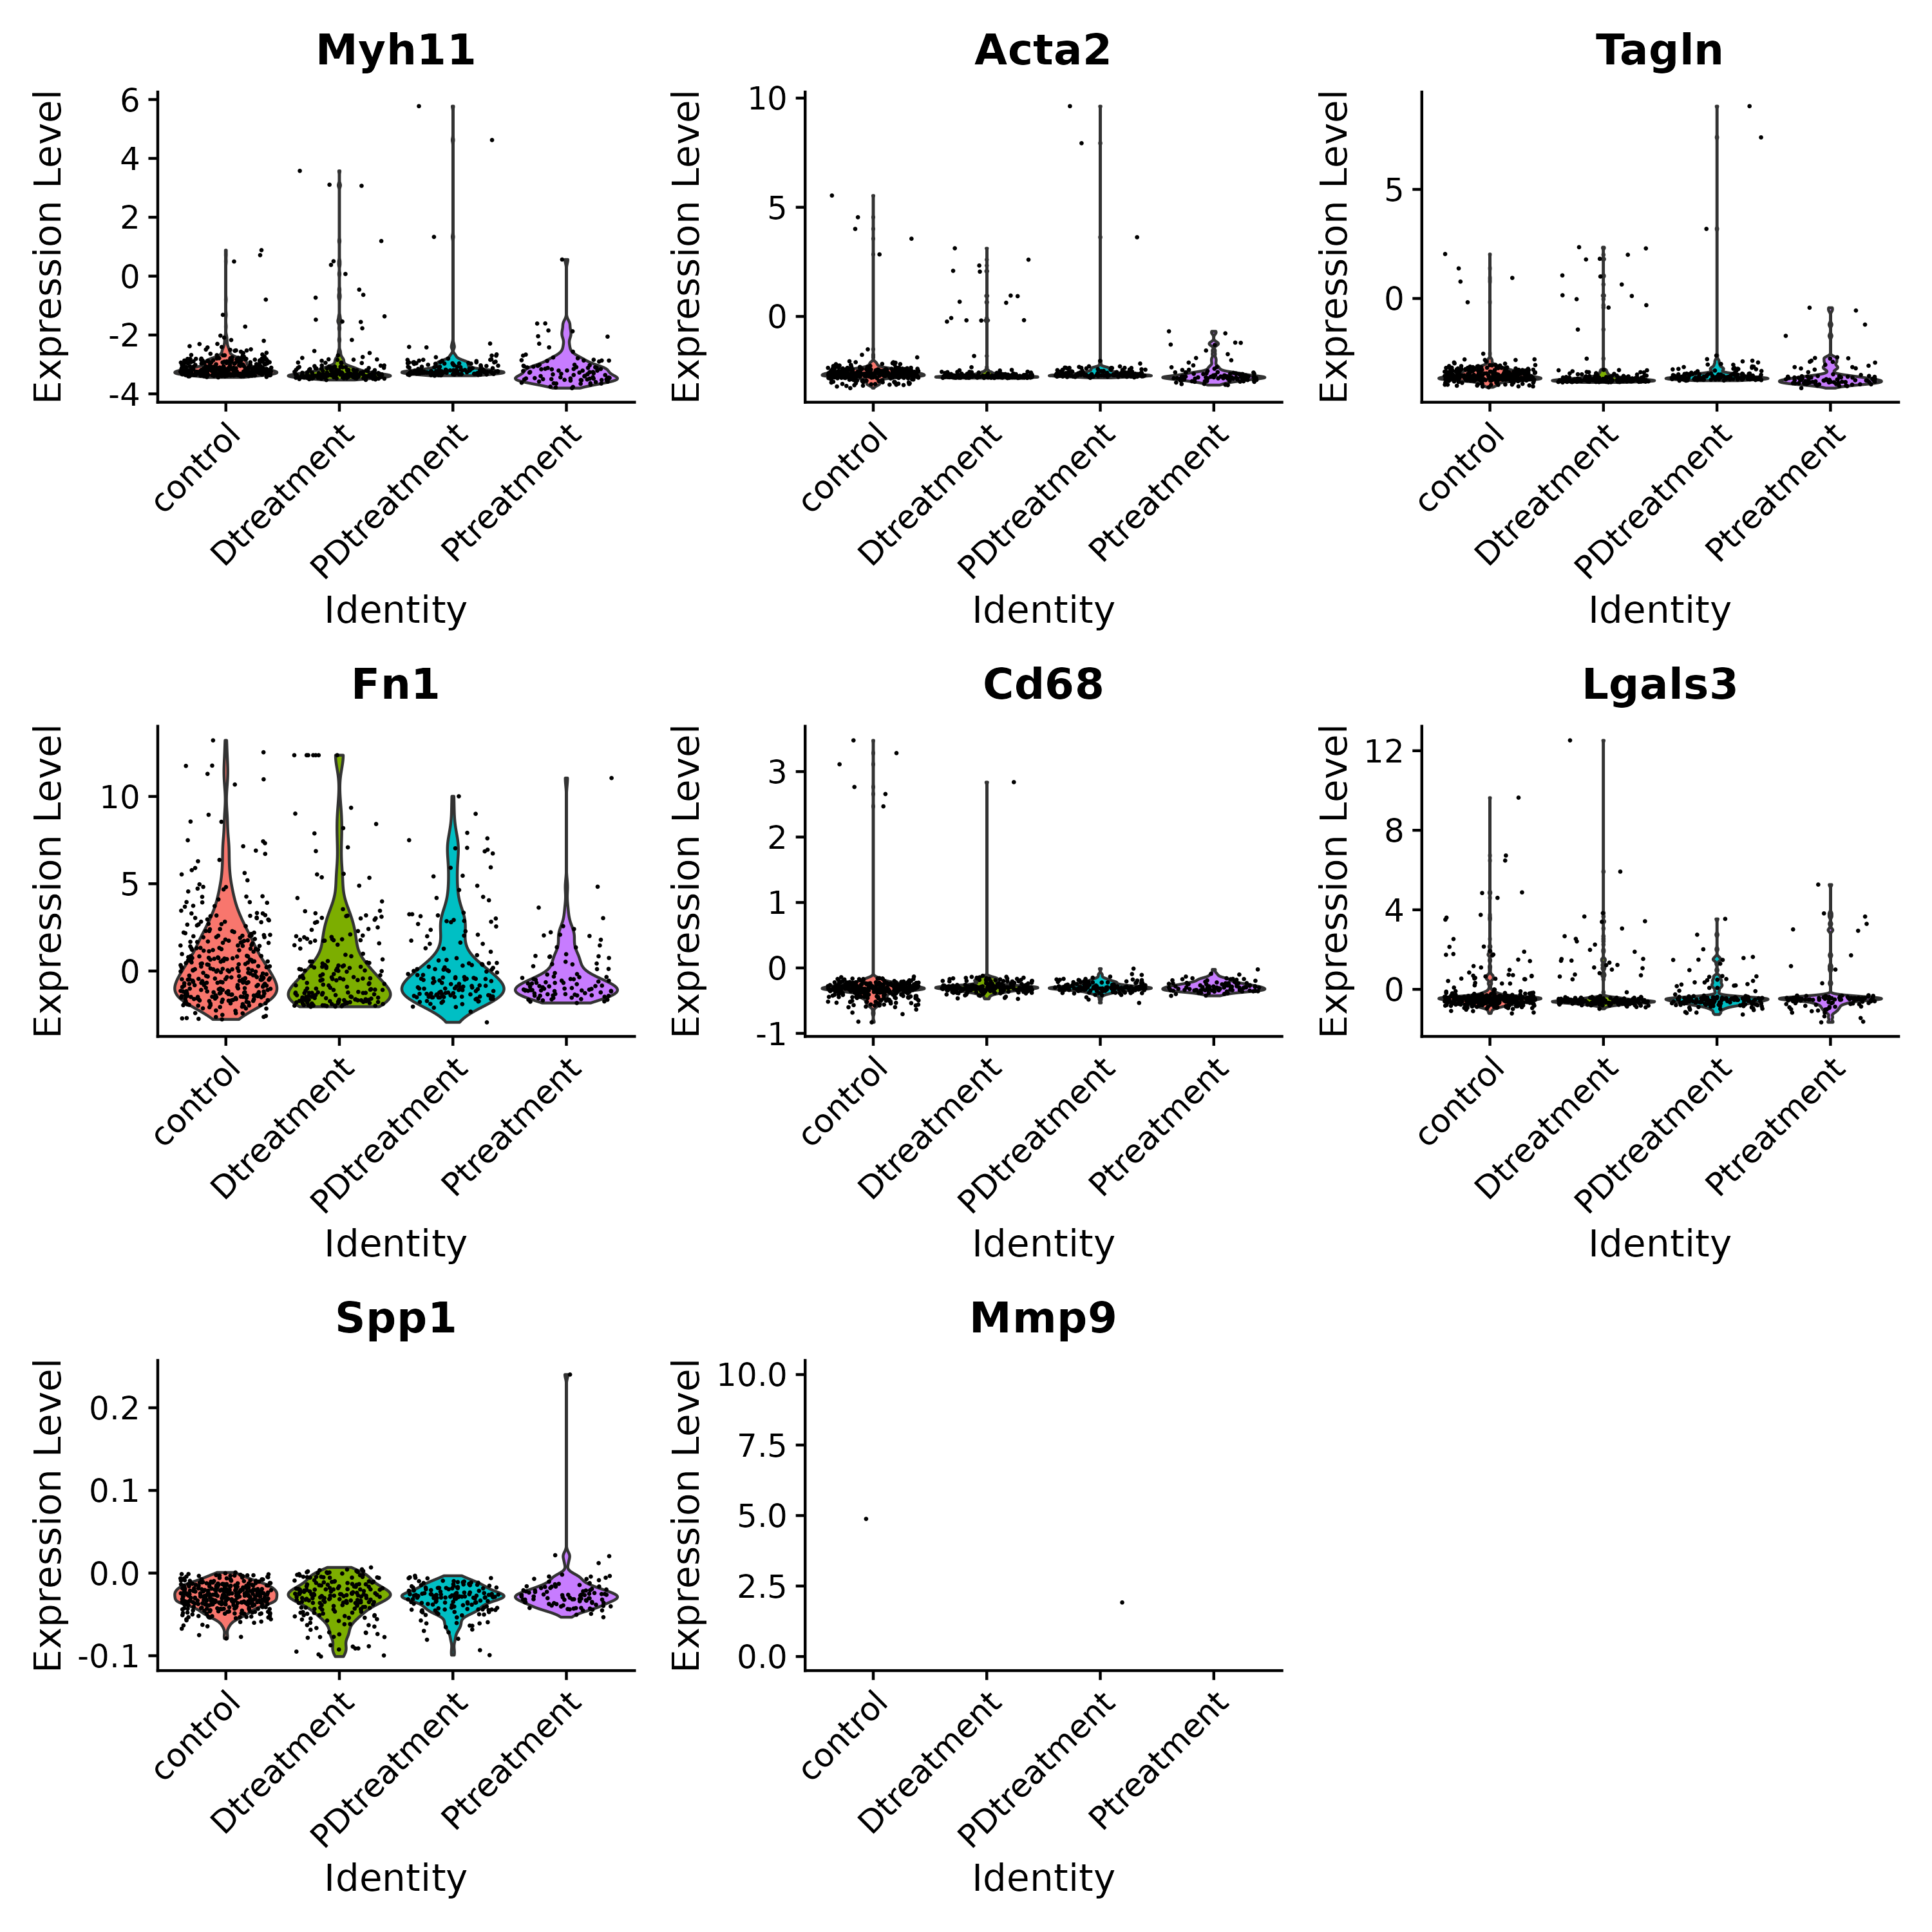 Myh11
Acta2
Tagln
Expression Level
6
4
2
0
-2
-4
Expression Level
10
5
0
Expression Level
5
0
control
Dtreatment
PDtreatment
Ptreatment
control
Dtreatment
PDtreatment
Ptreatment
control
Dtreatment
PDtreatment
Ptreatment
Identity
Identity
Identity
Fn1
Cd68
Lgals3
Expression Level
10
5
0
Expression Level
3
2
1
0
-1
Expression Level
12
8
4
0
control
Dtreatment
PDtreatment
Ptreatment
control
Dtreatment
PDtreatment
Ptreatment
control
Dtreatment
PDtreatment
Ptreatment
Identity
Identity
Identity
Spp1
Mmp9
Expression Level
0.2
0.1
0.0
-0.1
Expression Level
10.0
7.5
5.0
2.5
0.0
control
Dtreatment
PDtreatment
Ptreatment
control
Dtreatment
PDtreatment
Ptreatment
Identity
Identity